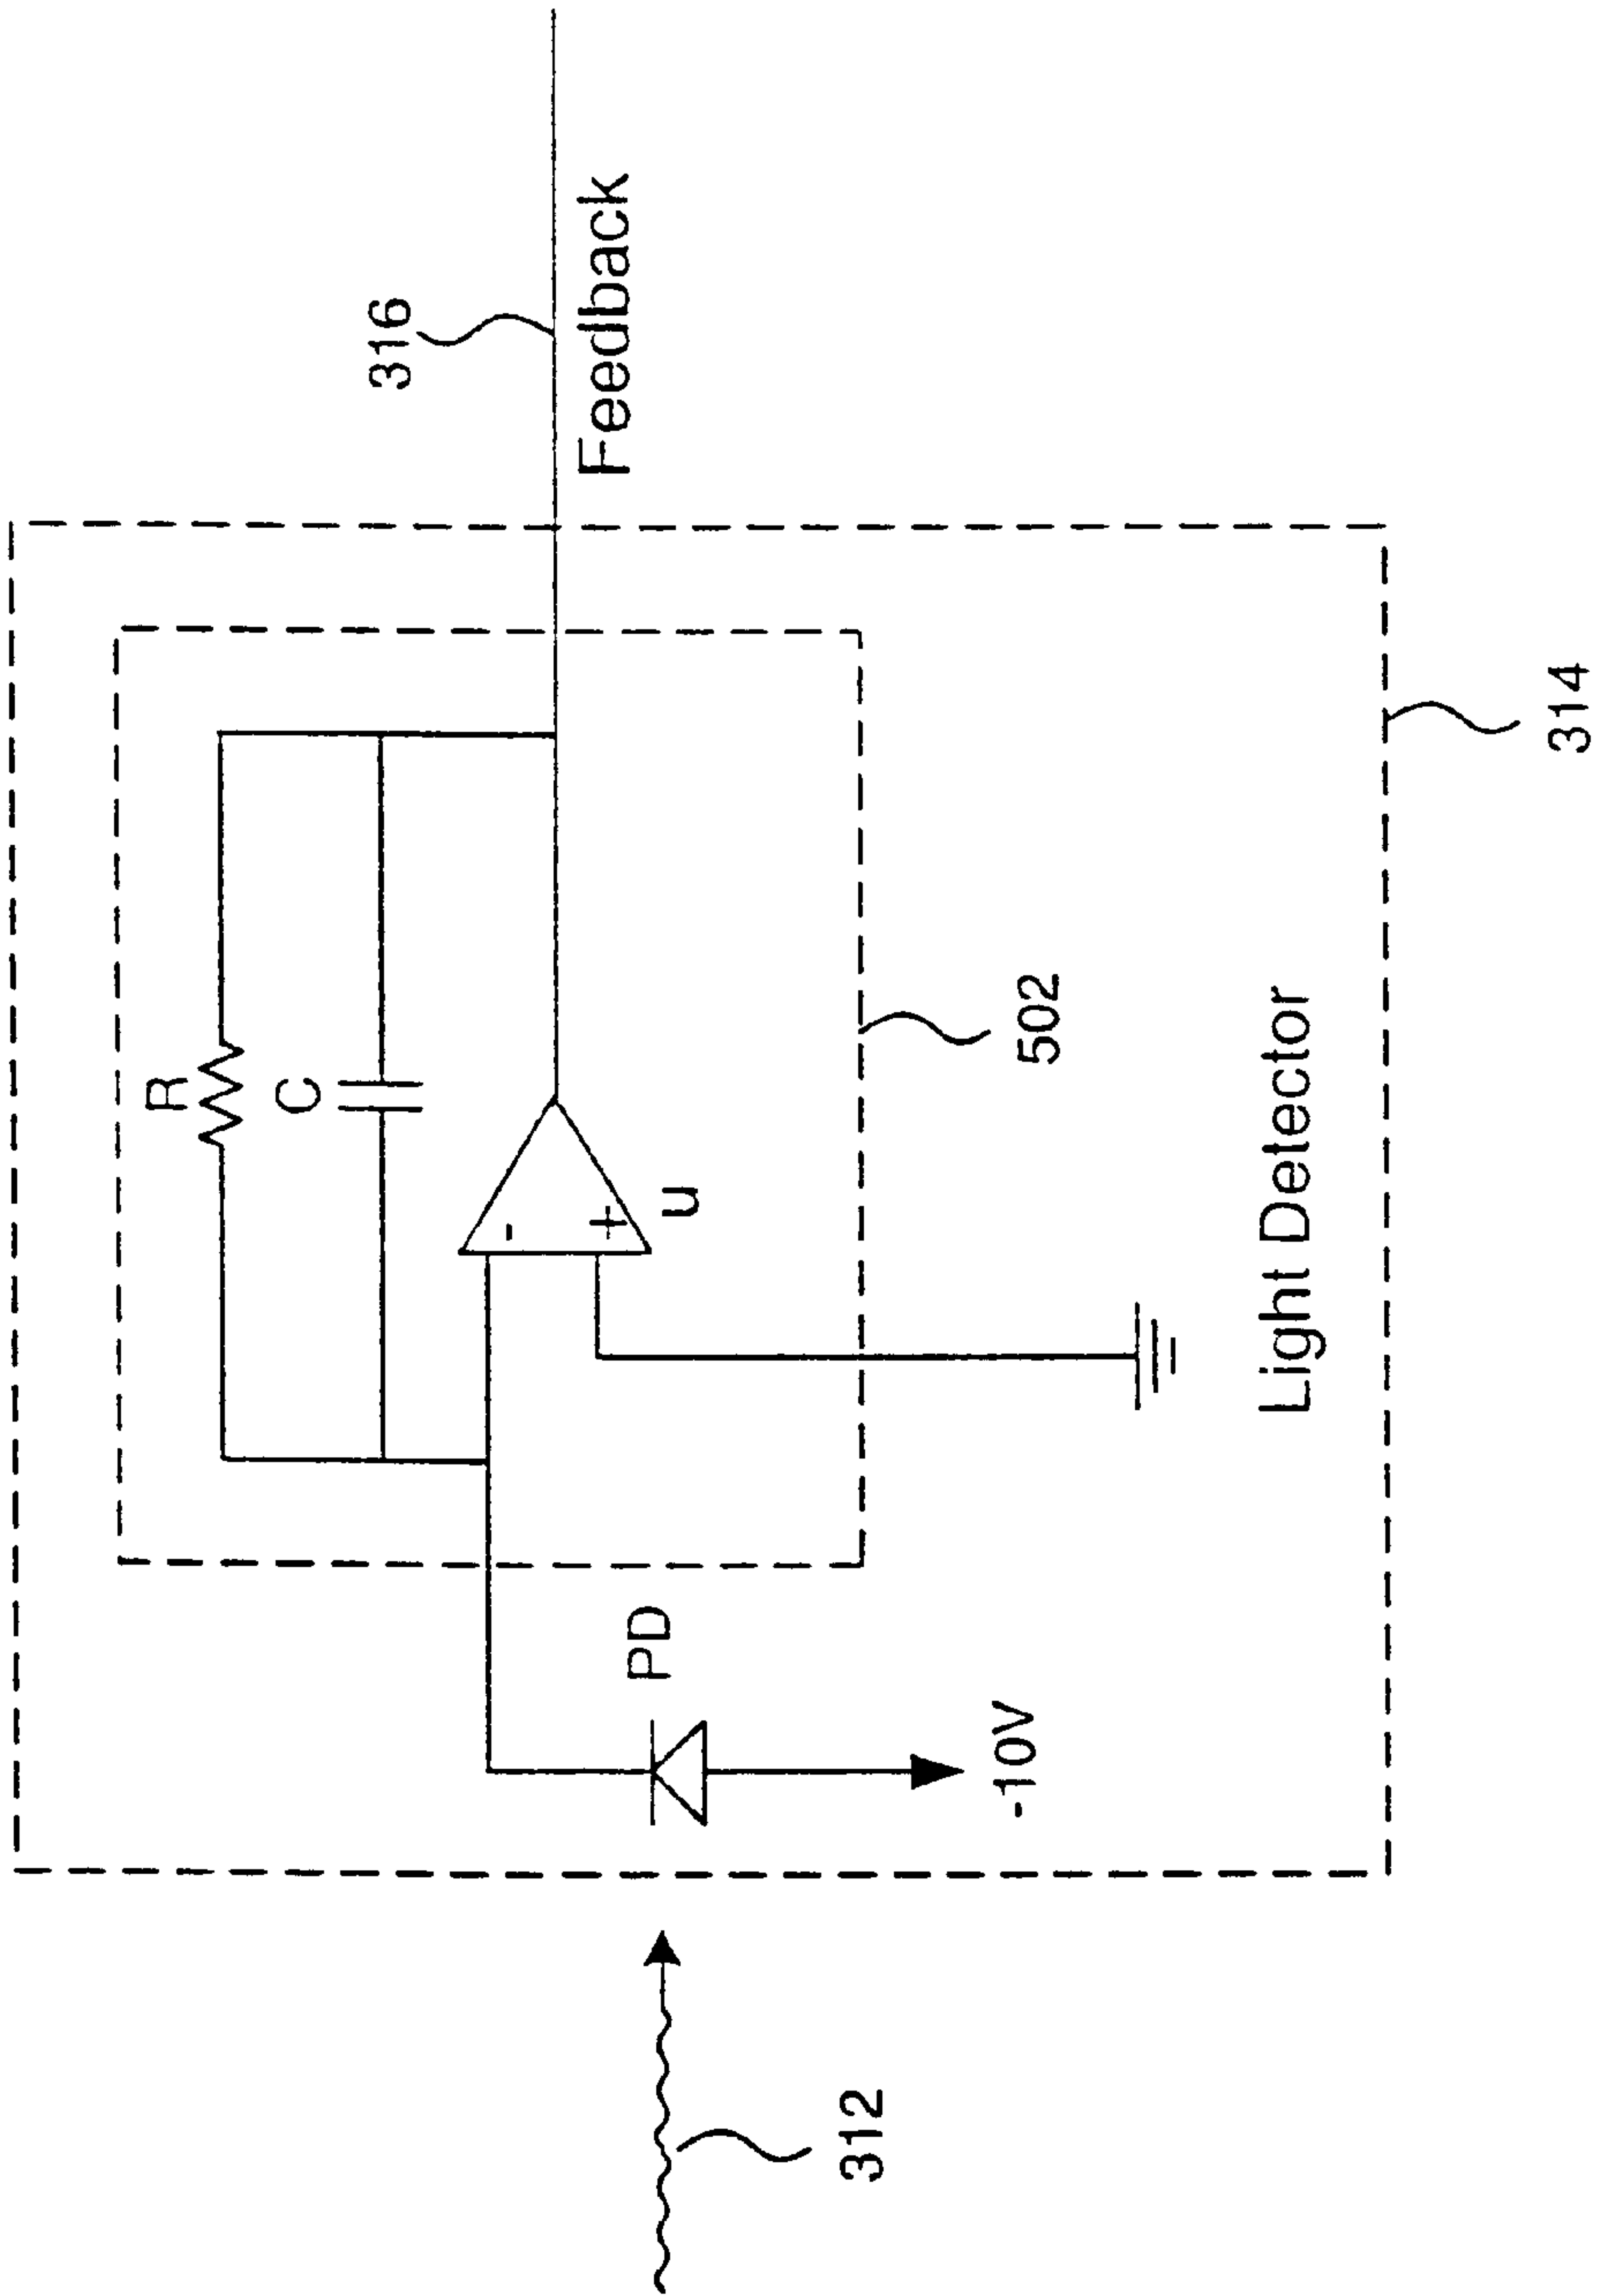 R
C
316
-
+
u
Feedback
PD
312
-10V
502
Light Detector
314